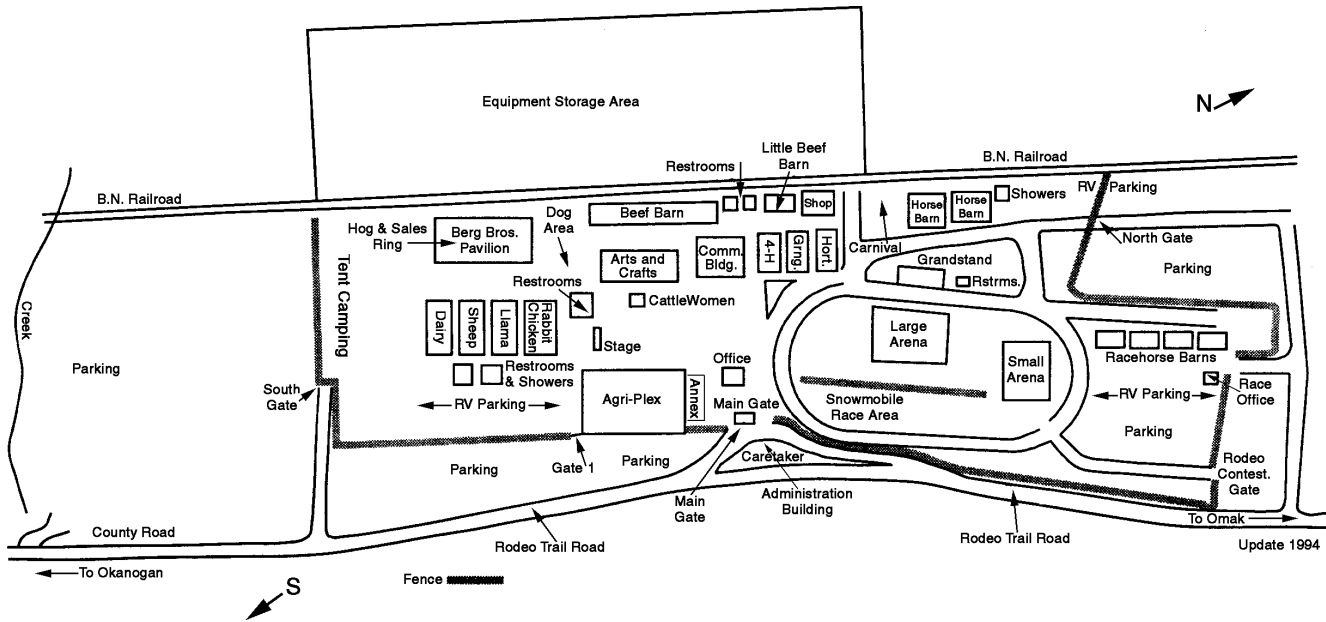 Equipment Storage Area
N
B.N. Railroad
B.N. Railroad
Restrooms
Little Beef
Barn
Shop
Beef Barn
Horse
Barn
Horse
Barn
Showers
RV Parking
North Gate
Parking
Carnival
Grandstand
Rstrms.
Hog & Sales
Ring
Berg Bros.
Pavilion
Dog
Area
Arts and
Crafts
Comm.
Bldg.
4-H
Grng.
Hort.
Restrooms
CattleWomen
Tent Camping
Creek
Parking
South
Gate
Dairy
Sheep
Llama
Rabbit
Chicken
Stage
Restrooms
& Showers
RV Parking
Agri-Plex
Annex
Office
Main Gate
Large
Arena
Small
Arena
Snowmobile
Race Area
Racehorse Barns
RV Parking
Race
Office
Parking
Rodeo
Contest.
Gate
Gate 1
Parking
Parking
Main
Gate
Caretaker
Administration
Building
County Road
Rodeo Trail Road
Rodeo Trail Road
To Omak
Update 1994
To Okanogan
S
Fence